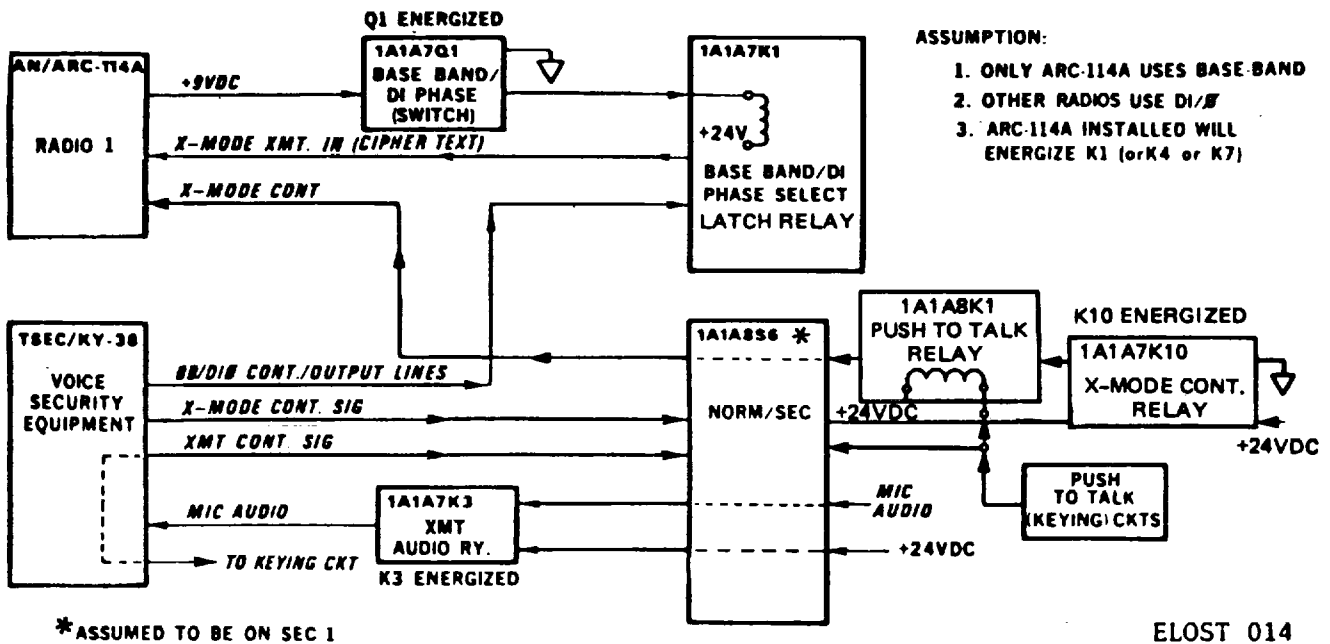 Q1 ENERGIZED
AN/ARC-114A
RADIO 1
+9VDC
1A1A7Q1
BASE BAND/
DI PHASE
(SWITCH)
X-MODE XMT. IN (CIPHER TEXT)
X-MODE CONT
1A1A7K1
+24V
BASE BAND/DI
PHASE SELECT
LATCH RELAY
ASSUMPTION:
1. ONLY ARC-114A USES BASE-BAND
2. OTHER RADIOS USE DI/Ø
3. ARC-114A INSTALLED WILL
ENERGIZE K1 (orK4 or K7)
TSEC/KY-38
VOICE
SECURITY
EQUIPMENT
BB/DIØ CONT./OUTPUT LINES
X-MODE CONT. SIG
XMT CONT. SIG
MIC AUDIO
TO KEYING CKT
1A1A7K3
XMT
AUDIO RY.
K3 ENERGIZED
1A1A8S6 *
NORM/SEC
1A1A8K1
PUSH TO TALK
RELAY
+24VDC
K10 ENERGIZED
1A1A7K10
X-MODE CONT.
RELAY
+24VDC
MIC
AUDIO
+24VDC
PUSH
TO TALK
(KEYING) CKTS
*ASSUMED TO BE ON SEC 1
ELOST 014